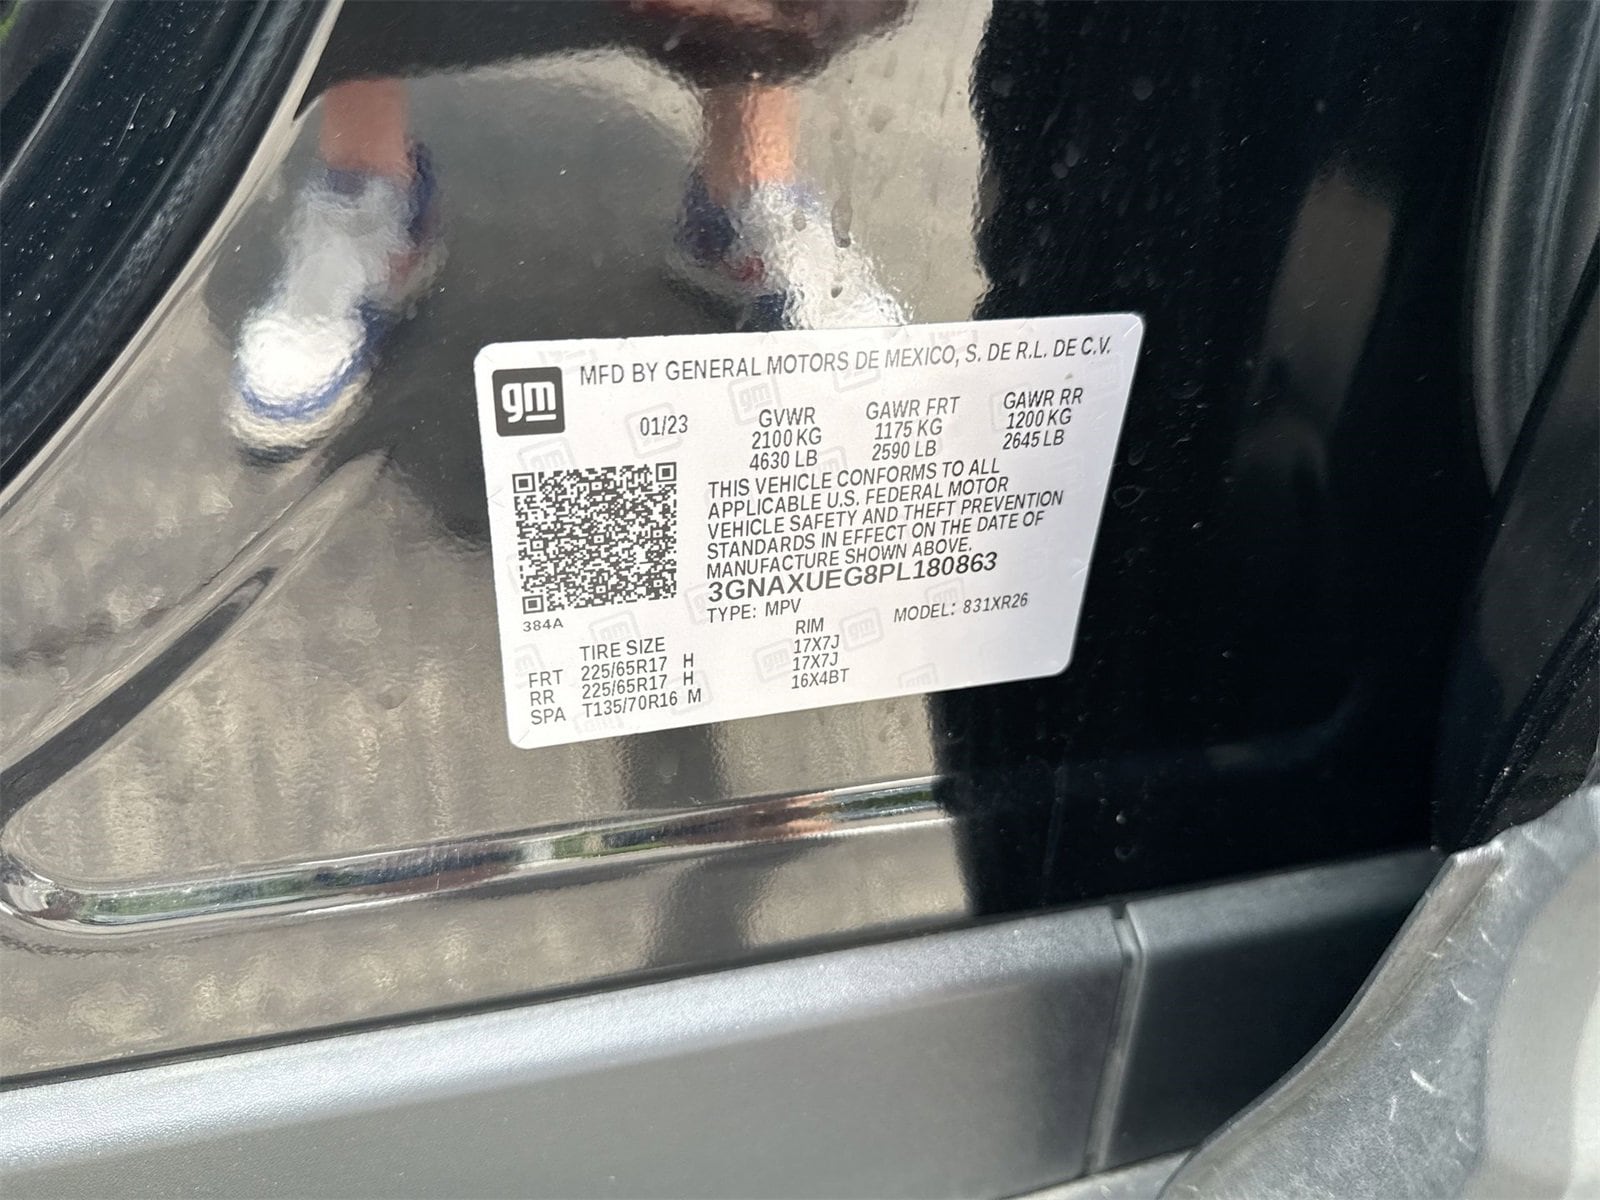 gm
MFD BY GENERAL MOTORS DE MEXICO, S. DE R.L. DE C.V.
01/23
GVWR
2100 KG
4630 LB
GAWR FRT
1175 KG
2590 LB
GAWR RR
1200 KG
2645 LB
THIS VEHICLE CONFORMS TO ALL
APPLICABLE U.S. FEDERAL MOTOR
VEHICLE SAFETY AND THEFT PREVENTION
STANDARDS IN EFFECT ON THE DATE OF
MANUFACTURE SHOWN ABOVE.
3GNAXUEG8PL180863
TYPE: MPV MODEL: 831XR26
384A
TIRE SIZE RIM
FRT 225/65R17 H 17X7J
RR 225/65R17 H 17X7J
SPA T135/70R16 M 16X4BT